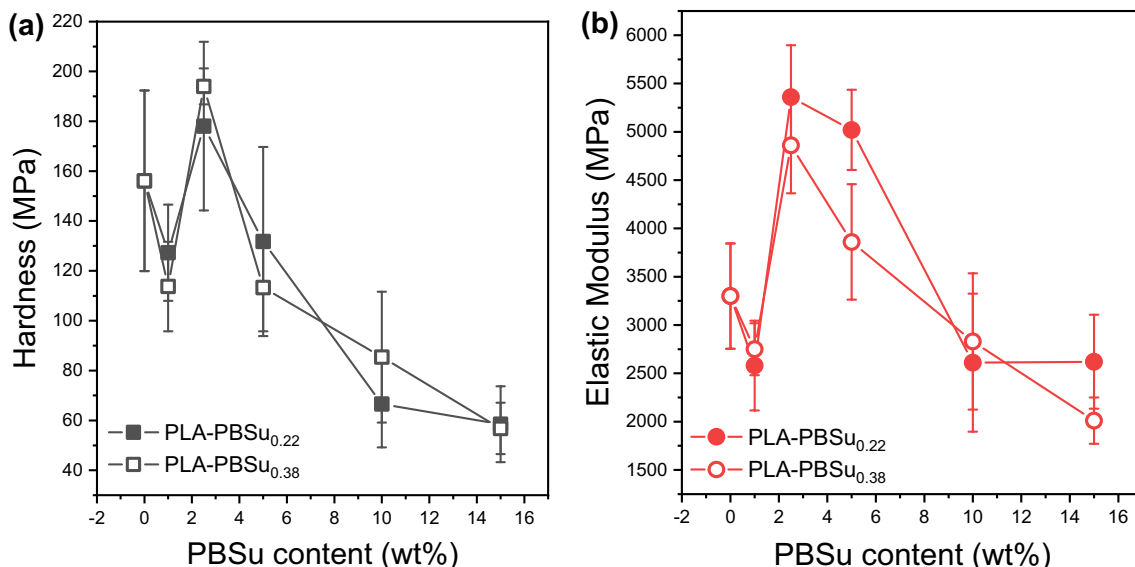 (a)
220
200
180
160
140
120
100
80
60
40
Hardness (MPa)
PLA-PBSu0.22
PLA-PBSu0.38
-2 0 2 4 6 8 10 12 14 16
PBSu content (wt%)
(b)
6000
5500
5000
4500
4000
3500
3000
2500
2000
1500
Elastic Modulus (MPa)
PLA-PBSu0.22
PLA-PBSu0.38
-2 0 2 4 6 8 10 12 14 16
PBSu content (wt%)